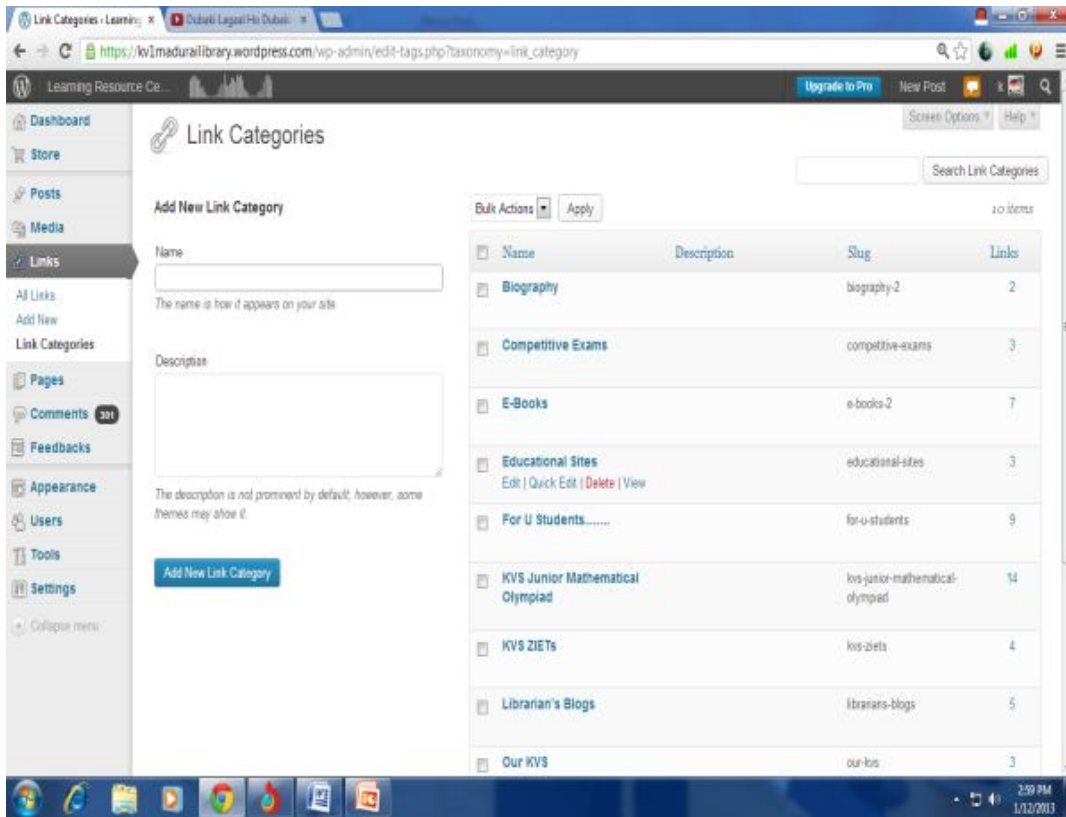 Link Categories ‹ Learning
https://kv1madurailibrary.wordpress.com/wp-admin/edit-tags.php?taxonomy=link_category
Learning Resource Ce...
Upgrade to Pro
New Post
Dashboard
Store
Posts
Media
Links
All Links
Add New
Link Categories
Pages
Comments 301
Feedbacks
Appearance
Users
Tools
Settings
Collapse menu
Screen Options
Help
Link Categories
Search Link Categories
Add New Link Category
Name
The name is how it appears on your site.
Description
The description is not prominent by default; however, some
themes may show it.
Add New Link Category
Bulk Actions
Apply
10 items
Name Description Slug Links
Biography biography-2 2
Competitive Exams competitive-exams 3
E-Books e-books-2 7
Educational Sites educational-sites 3
Edit | Quick Edit | Delete | View
For U Students....... for-u-students 9
KVS Junior Mathematical kvs-junior-mathematical- 14
Olympiad olympiad
KVS ZIETs kvs-ziets 4
Librarian's Blogs librarians-blogs 5
Our KVS our-kvs 3
2:59 PM
1/12/2013